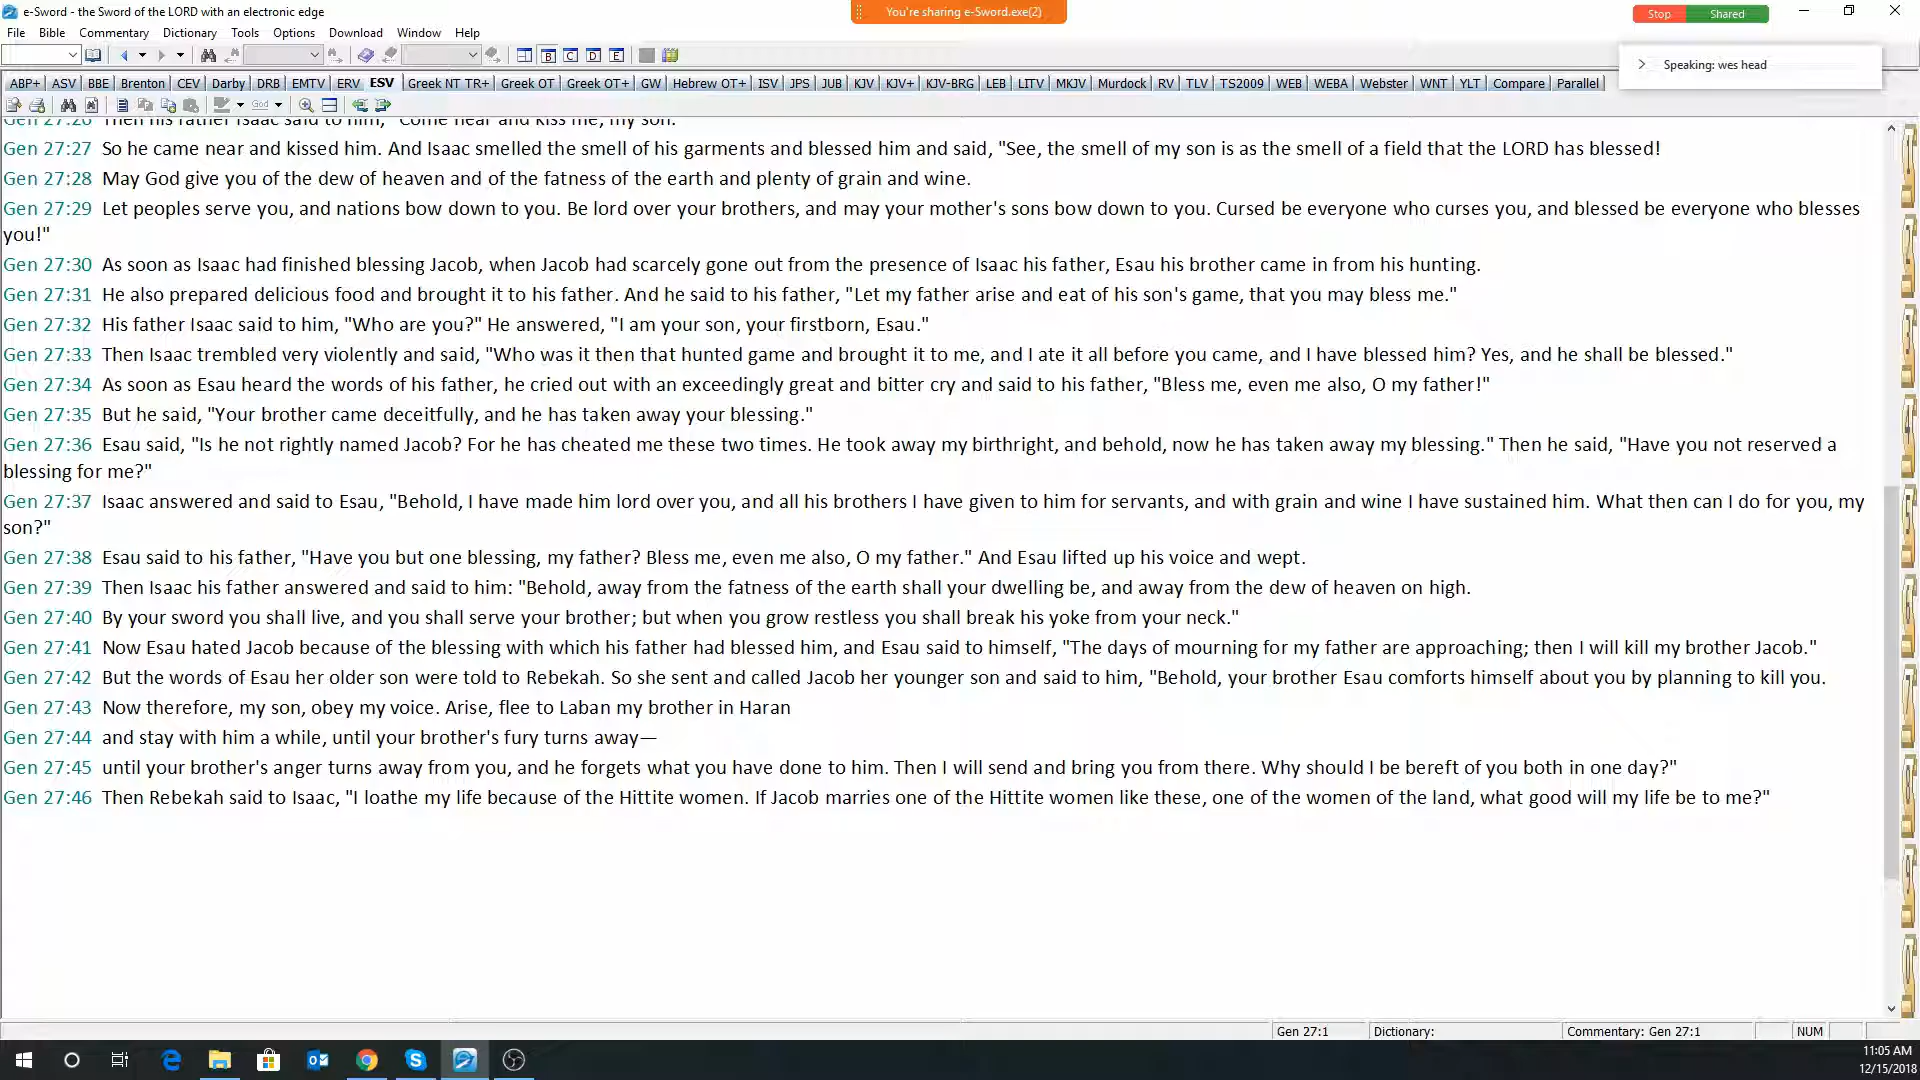 e-Sword - the Sword of the LORD with an electronic edge
You're sharing e-Sword.exe(2)
Stop Shared
File Bible Commentary Dictionary Tools Options Download Window Help
Speaking: wes head
ABP+ ASV BBE Brenton CEV Darby DRB EMTV ERV ESV Greek NT TR+ Greek OT Greek OT+ GW Hebrew OT+ ISV JPS JUB KJV KJV+ KJV-BRG LEB LITV MKJV Murdock RV TLV TS2009 WEB WEBA Webster WNT YLT Compare Parallel
God
Gen 27:26 Then his father Isaac said to him, "Come near and kiss me, my son."
Gen 27:27 So he came near and kissed him. And Isaac smelled the smell of his garments and blessed him and said, "See, the smell of my son is as the smell of a field that the LORD has blessed!
Gen 27:28 May God give you of the dew of heaven and of the fatness of the earth and plenty of grain and wine.
Gen 27:29 Let peoples serve you, and nations bow down to you. Be lord over your brothers, and may your mother's sons bow down to you. Cursed be everyone who curses you, and blessed be everyone who blesses
you!"
Gen 27:30 As soon as Isaac had finished blessing Jacob, when Jacob had scarcely gone out from the presence of Isaac his father, Esau his brother came in from his hunting.
Gen 27:31 He also prepared delicious food and brought it to his father. And he said to his father, "Let my father arise and eat of his son's game, that you may bless me."
Gen 27:32 His father Isaac said to him, "Who are you?" He answered, "I am your son, your firstborn, Esau."
Gen 27:33 Then Isaac trembled very violently and said, "Who was it then that hunted game and brought it to me, and I ate it all before you came, and I have blessed him? Yes, and he shall be blessed."
Gen 27:34 As soon as Esau heard the words of his father, he cried out with an exceedingly great and bitter cry and said to his father, "Bless me, even me also, O my father!"
Gen 27:35 But he said, "Your brother came deceitfully, and he has taken away your blessing."
Gen 27:36 Esau said, "Is he not rightly named Jacob? For he has cheated me these two times. He took away my birthright, and behold, now he has taken away my blessing." Then he said, "Have you not reserved a
blessing for me?"
Gen 27:37 Isaac answered and said to Esau, "Behold, I have made him lord over you, and all his brothers I have given to him for servants, and with grain and wine I have sustained him. What then can I do for you, my
son?"
Gen 27:38 Esau said to his father, "Have you but one blessing, my father? Bless me, even me also, O my father." And Esau lifted up his voice and wept.
Gen 27:39 Then Isaac his father answered and said to him: "Behold, away from the fatness of the earth shall your dwelling be, and away from the dew of heaven on high.
Gen 27:40 By your sword you shall live, and you shall serve your brother; but when you grow restless you shall break his yoke from your neck."
Gen 27:41 Now Esau hated Jacob because of the blessing with which his father had blessed him, and Esau said to himself, "The days of mourning for my father are approaching; then I will kill my brother Jacob."
Gen 27:42 But the words of Esau her older son were told to Rebekah. So she sent and called Jacob her younger son and said to him, "Behold, your brother Esau comforts himself about you by planning to kill you.
Gen 27:43 Now therefore, my son, obey my voice. Arise, flee to Laban my brother in Haran
Gen 27:44 and stay with him a while, until your brother's fury turns away—
Gen 27:45 until your brother's anger turns away from you, and he forgets what you have done to him. Then I will send and bring you from there. Why should I be bereft of you both in one day?"
Gen 27:46 Then Rebekah said to Isaac, "I loathe my life because of the Hittite women. If Jacob marries one of the Hittite women like these, one of the women of the land, what good will my life be to me?"
Gen 27:1 Dictionary: Commentary: Gen 27:1 NUM
11:05 AM
12/15/2018